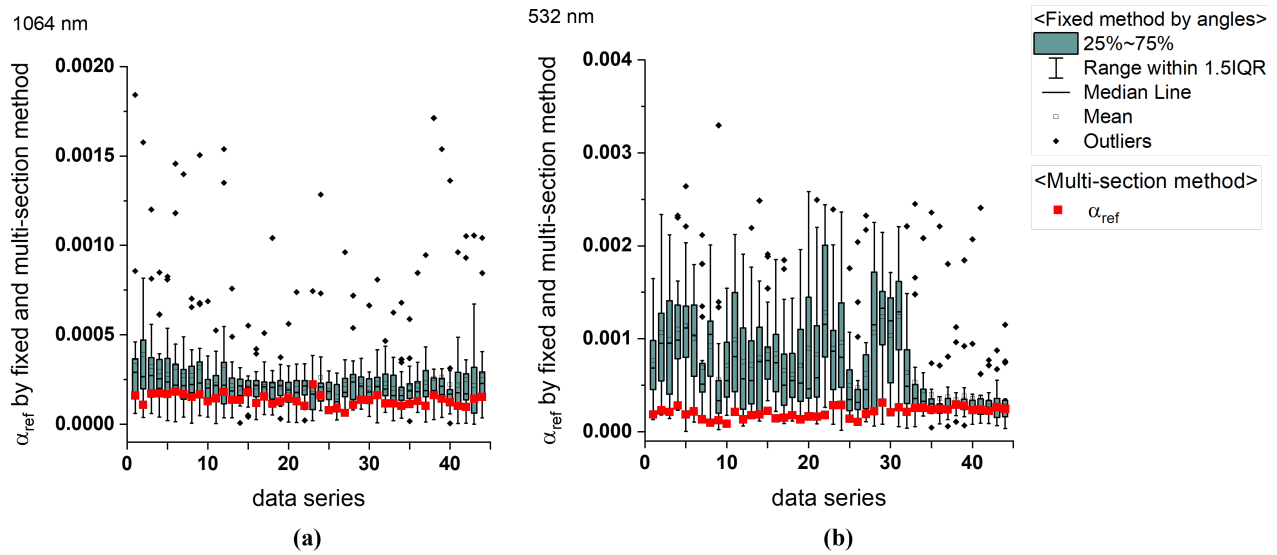 1064 nm
α_ref by fixed and multi-section method
0.0020
0.0015
0.0010
0.0005
0.0000
0 10 20 30 40
data series
(a)
532 nm
α_ref by fixed and multi-section method
0.004
0.003
0.002
0.001
0.000
0 10 20 30 40
data series
(b)
<Fixed method by angles>
25%~75%
Range within 1.5IQR
Median Line
Mean
Outliers
<Multi-section method>
α_ref